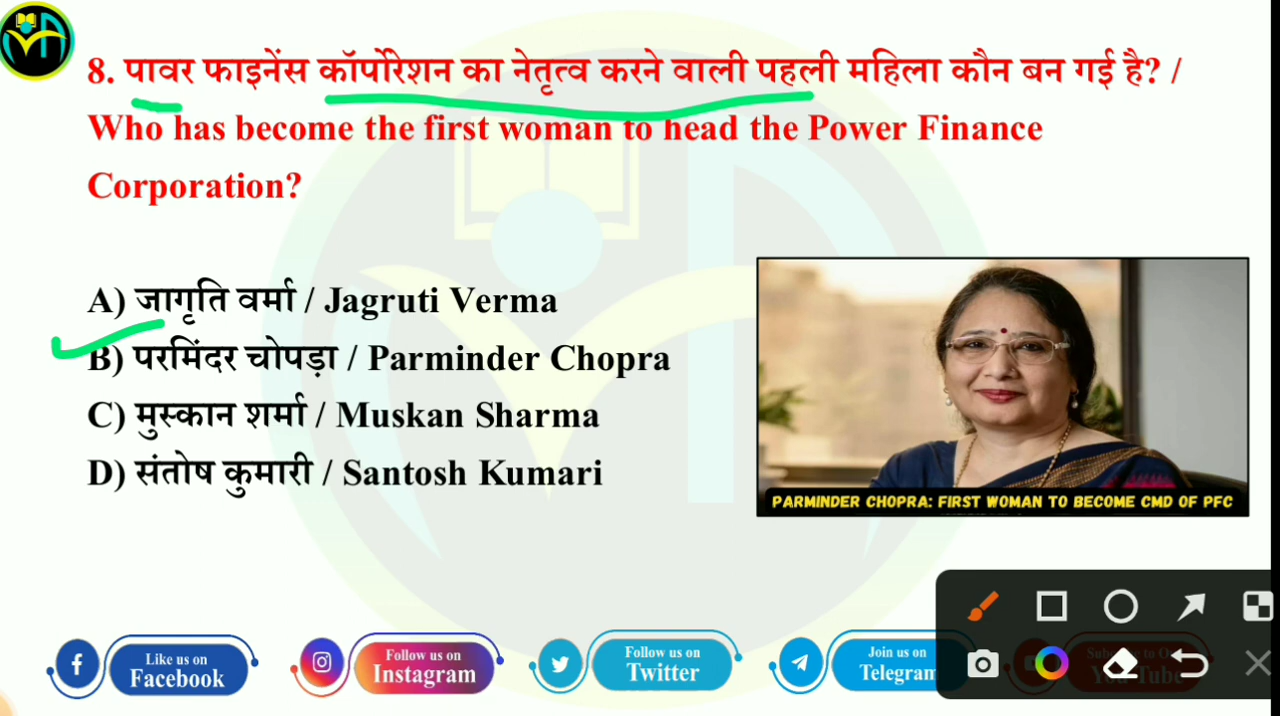 8. पावर फाइनेंस कॉर्पोरेशन का नेतृत्व करने वाली पहली महिला कौन बन गई है? /
Who has become the first woman to head the Power Finance
Corporation?
A) जागृति वर्मा / Jagruti Verma
B) परमिंदर चोपड़ा / Parminder Chopra
C) मुस्कान शर्मा / Muskan Sharma
D) संतोष कुमारी / Santosh Kumari
PARMINDER CHOPRA: FIRST WOMAN TO BECOME CMD OF PFC
Like us on
Facebook
Follow us on
Instagram
Follow us on
Twitter
Join us on
Telegram